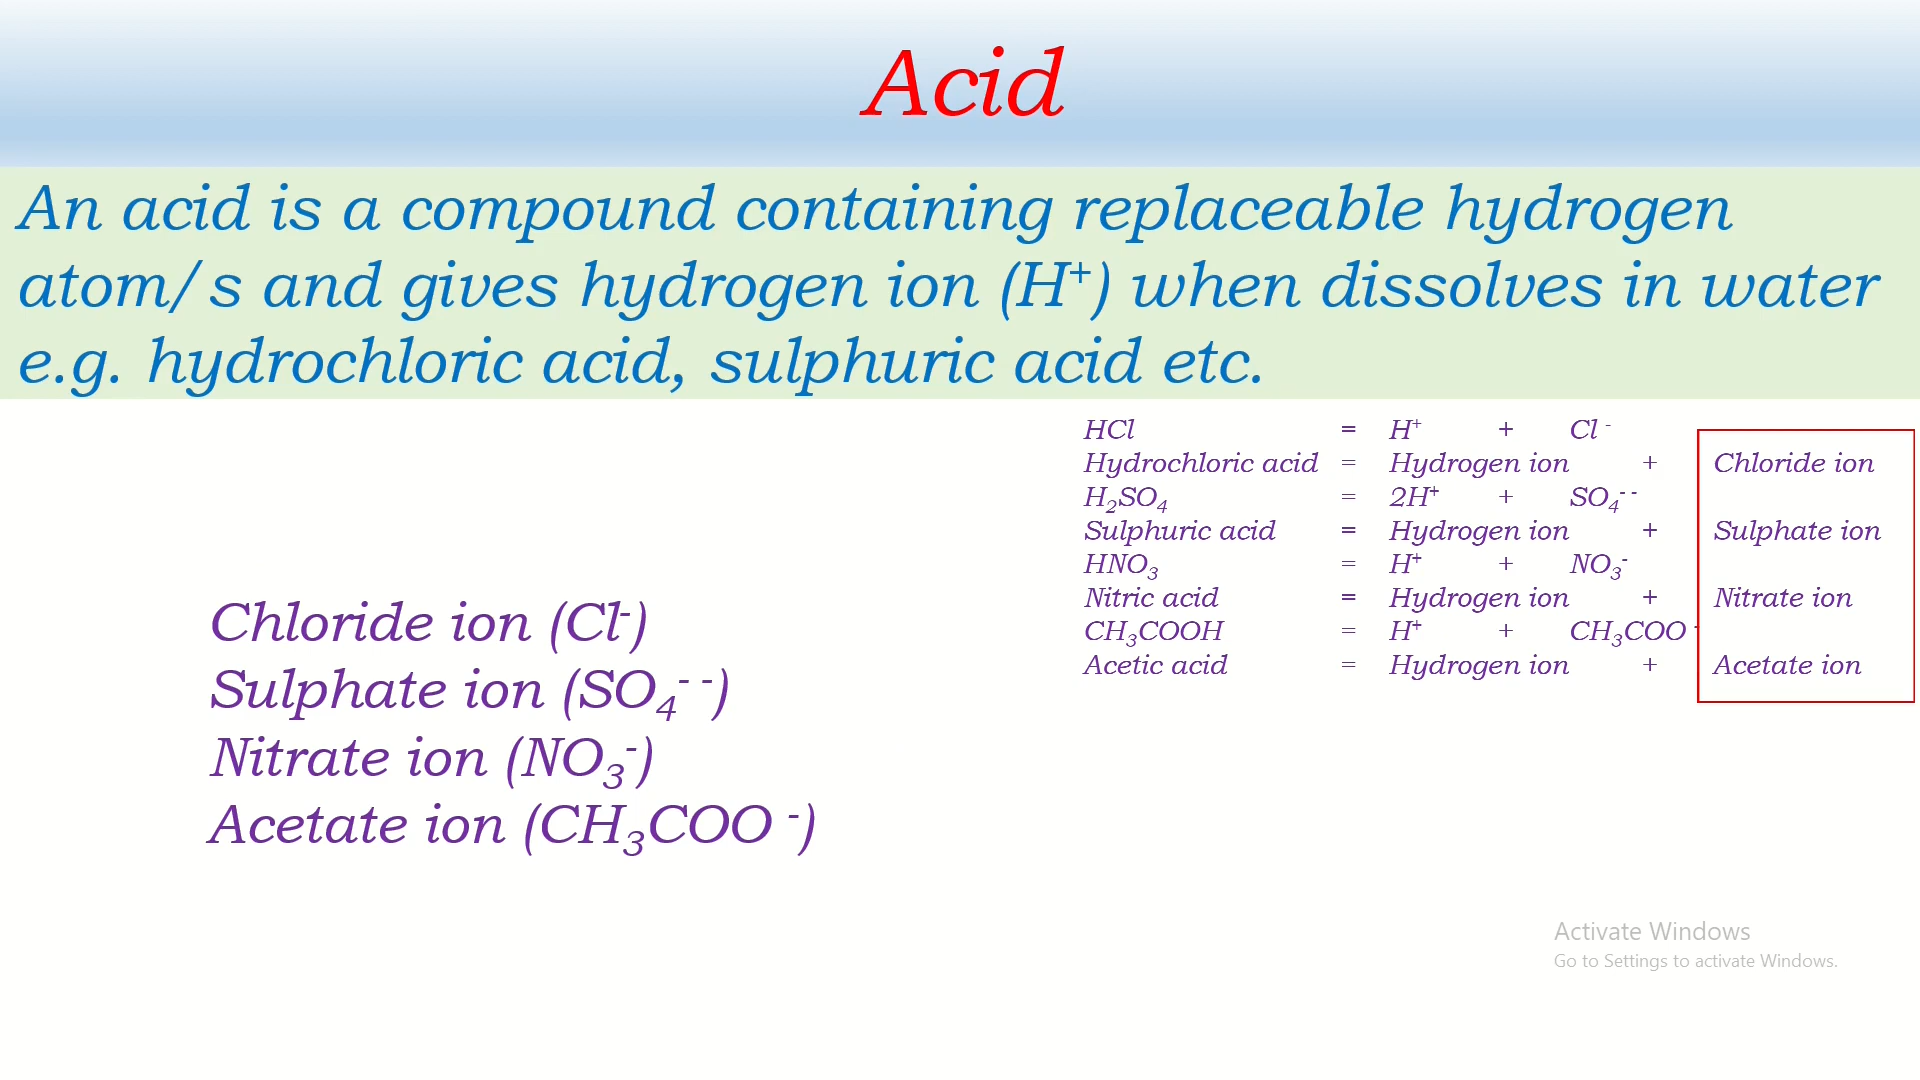 Acid
An acid is a compound containing replaceable hydrogen
atom/s and gives hydrogen ion (H⁺) when dissolves in water
e.g. hydrochloric acid, sulphuric acid etc.
HCl = H⁺ + Cl ⁻
Hydrochloric acid = Hydrogen ion + Chloride ion
H₂SO₄ = 2H⁺ + SO₄⁻ ⁻
Sulphuric acid = Hydrogen ion + Sulphate ion
HNO₃ = H⁺ + NO₃⁻
Nitric acid = Hydrogen ion + Nitrate ion
CH₃COOH = H⁺ + CH₃COO ⁻
Acetic acid = Hydrogen ion + Acetate ion
Chloride ion (Cl⁻)
Sulphate ion (SO₄⁻ ⁻)
Nitrate ion (NO₃⁻)
Acetate ion (CH₃COO ⁻)
Activate Windows
Go to Settings to activate Windows.